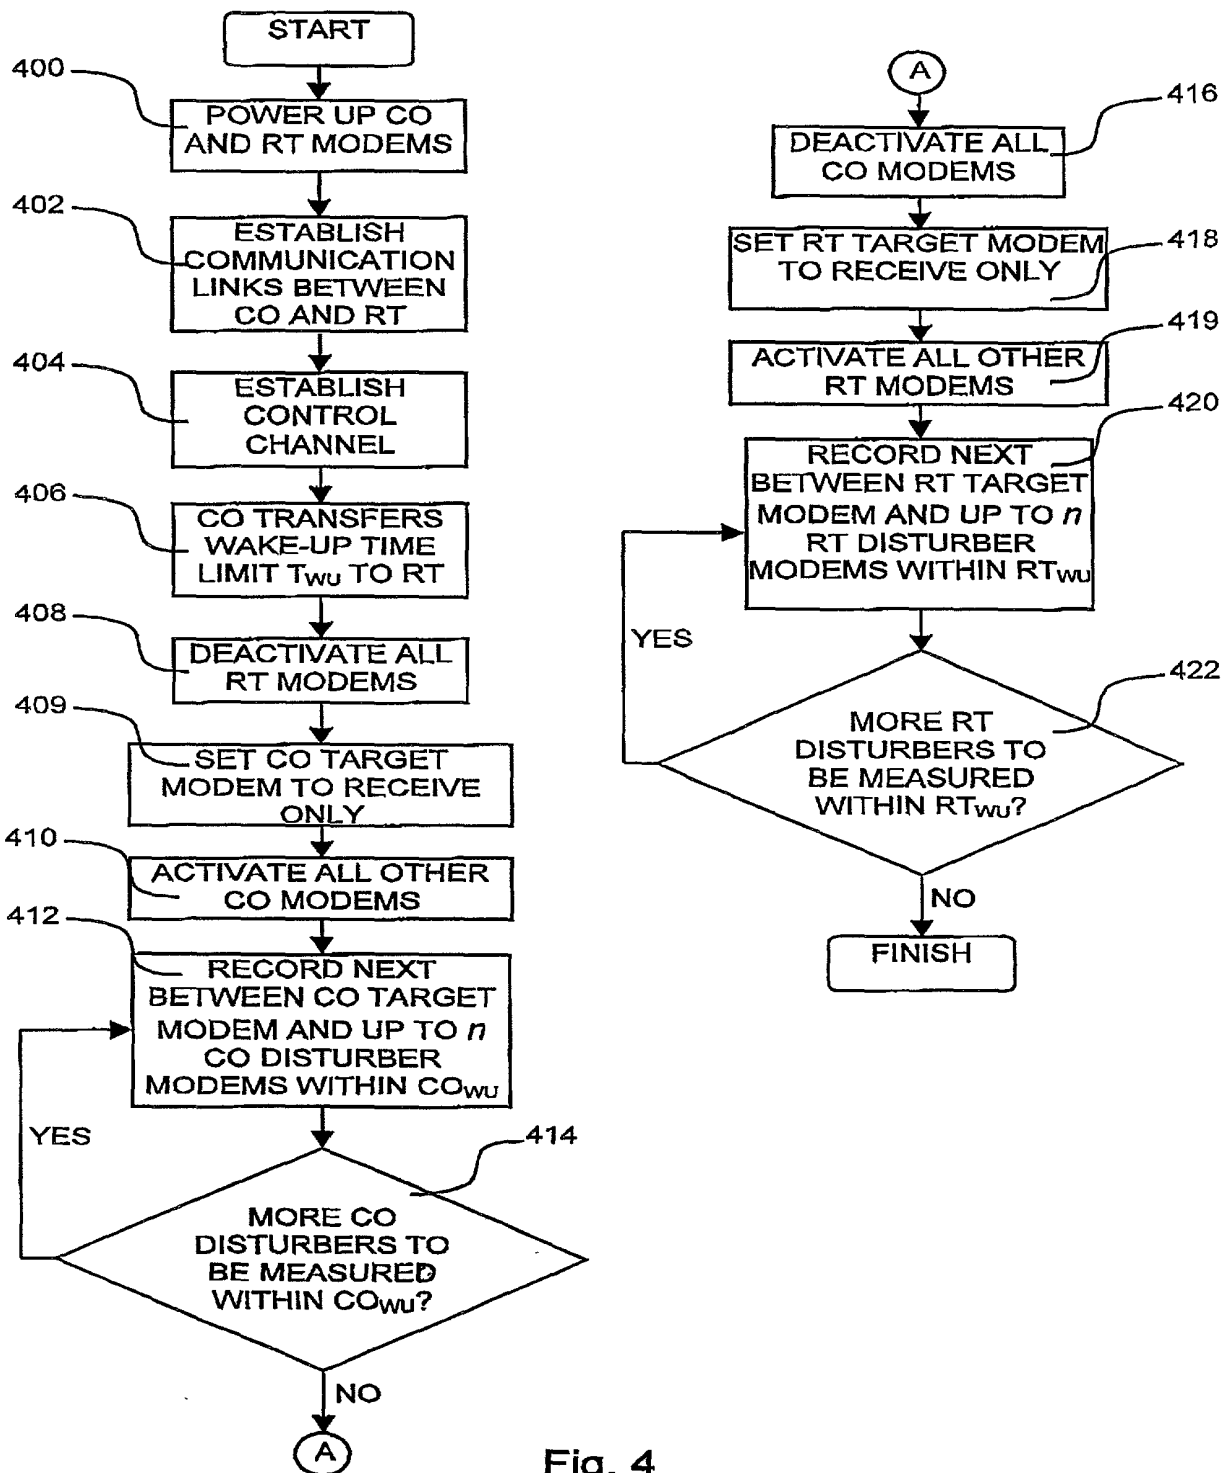 START
400
POWER UP CO
AND RT MODEMS
402
ESTABLISH
COMMUNICATION
LINKS BETWEEN
CO AND RT
404
ESTABLISH
CONTROL
CHANNEL
406
CO TRANSFERS
WAKE-UP TIME
LIMIT TWU TO RT
408
DEACTIVATE ALL
RT MODEMS
409
SET CO TARGET
MODEM TO RECEIVE
ONLY
410
ACTIVATE ALL OTHER
CO MODEMS
412
RECORD NEXT
BETWEEN CO TARGET
MODEM AND UP TO n
CO DISTURBER
MODEMS WITHIN COWU
YES
414
MORE CO
DISTURBERS TO
BE MEASURED
WITHIN COWU?
NO
A
A
416
DEACTIVATE ALL
CO MODEMS
418
SET RT TARGET MODEM
TO RECEIVE ONLY
419
ACTIVATE ALL OTHER
RT MODEMS
420
RECORD NEXT
BETWEEN RT TARGET
MODEM AND UP TO n
RT DISTURBER
MODEMS WITHIN RTWU
YES
422
MORE RT
DISTURBERS TO
BE MEASURED
WITHIN RTWU?
NO
FINISH
Fig. 4